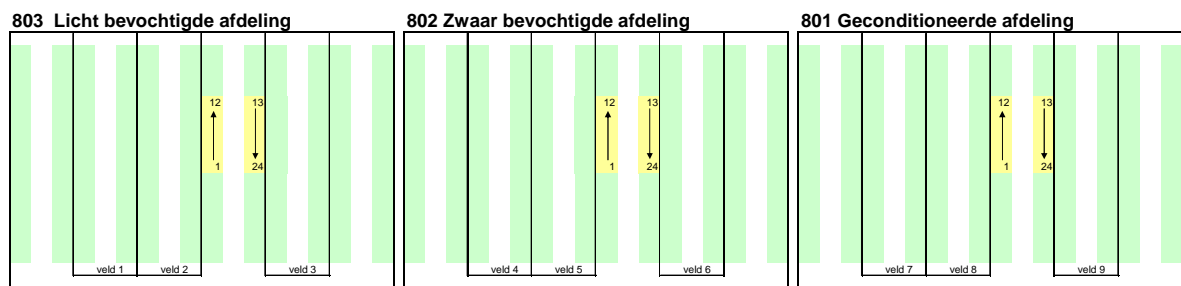 803 Licht bevochtigde afdeling
802 Zwaar bevochtigde afdeling
801 Geconditioneerde afdeling
12 13
12 13
12 13
1 24
1 24
1 24
veld 1 veld 2 veld 3
veld 4 veld 5 veld 6
veld 7 veld 8 veld 9